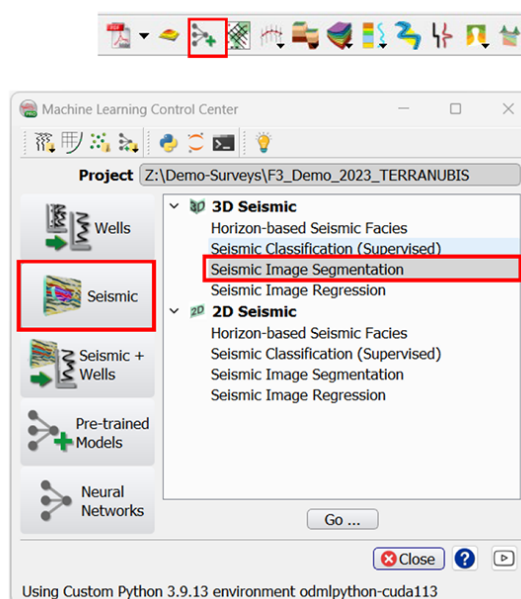 Machine Learning Control Center
Project Z:\Demo-Surveys\F3_Demo_2023_TERRANUBIS
Wells
Seismic
Seismic +
Wells
Pre-trained
Models
Neural
Networks
3D 3D Seismic
Horizon-based Seismic Facies
Seismic Classification (Supervised)
Seismic Image Segmentation
Seismic Image Regression
2D 2D Seismic
Horizon-based Seismic Facies
Seismic Classification (Supervised)
Seismic Image Segmentation
Seismic Image Regression
Go ...
Close ?
Using Custom Python 3.9.13 environment odmlpython-cuda113